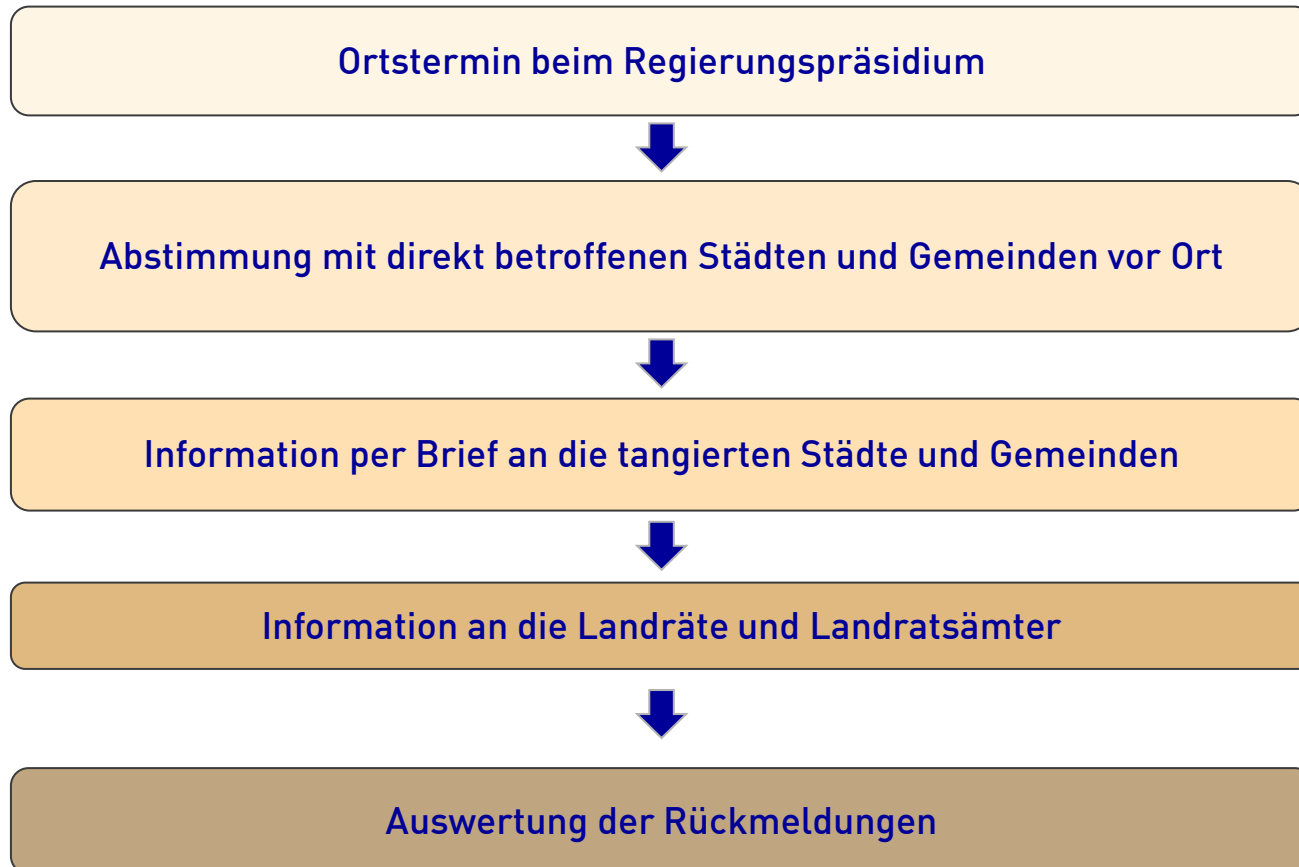 Ortstermin beim Regierungspräsidium
Abstimmung mit direkt betroffenen Städten und Gemeinden vor Ort
Information per Brief an die tangierten Städte und Gemeinden
Information an die Landräte und Landratsämter
Auswertung der Rückmeldungen